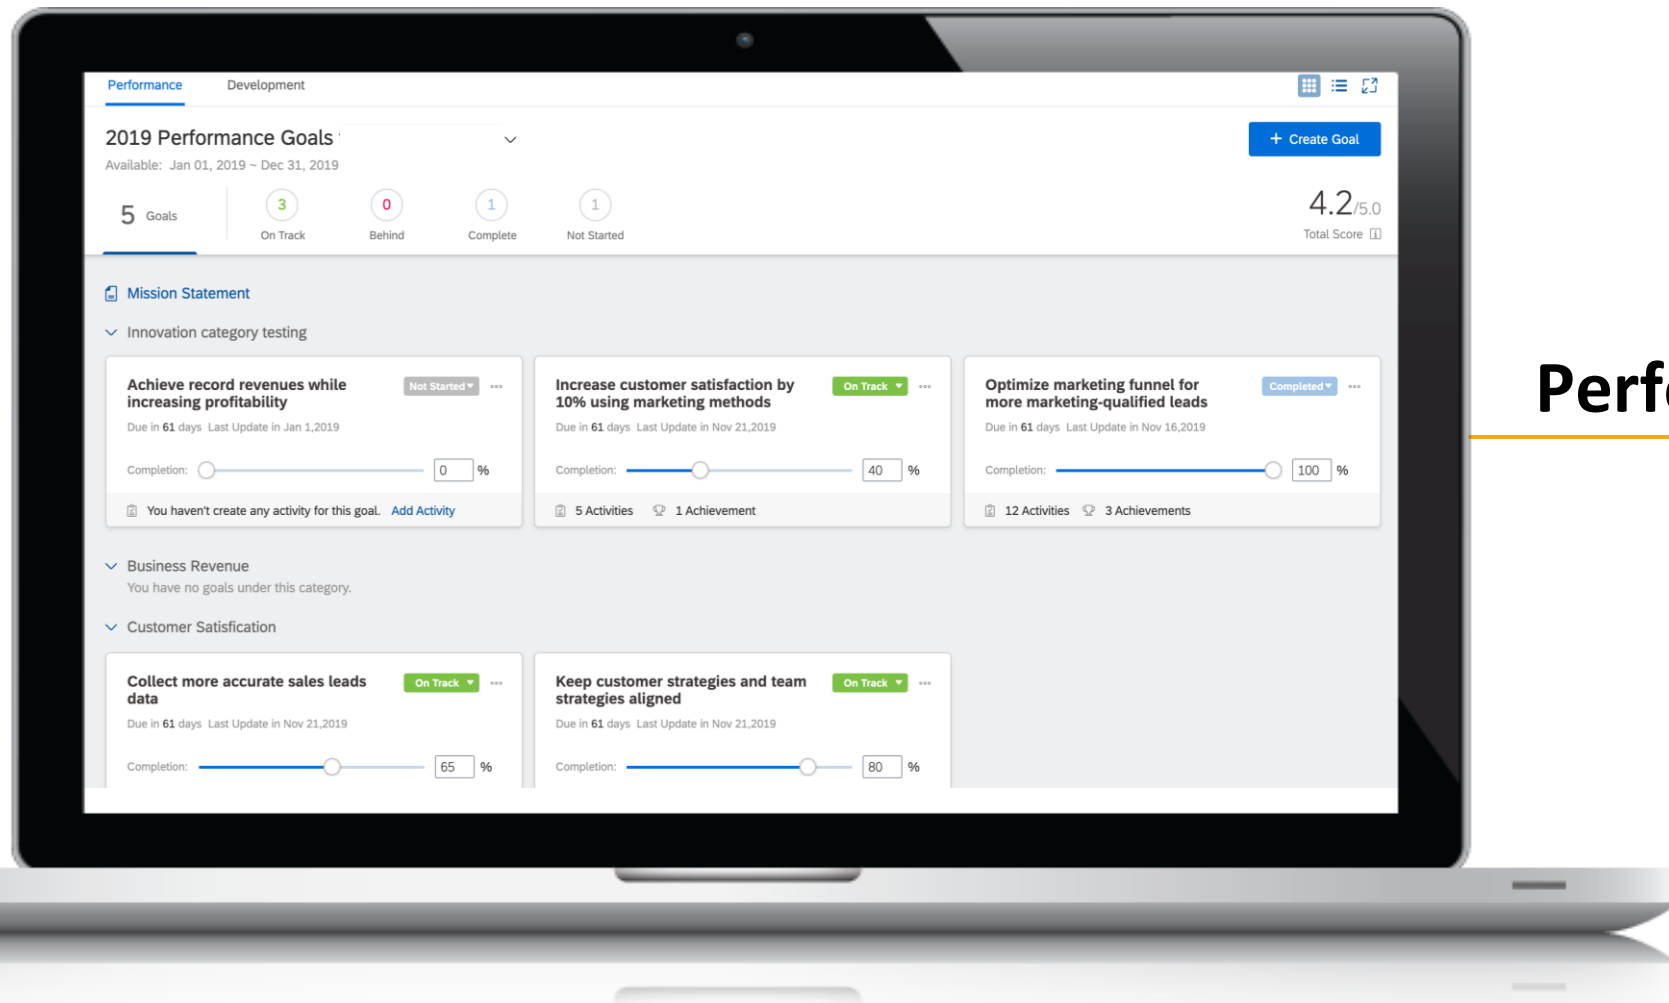 Performance Development
2019 Performance Goals
Available: Jan 01, 2019 ~ Dec 31, 2019
+ Create Goal
5 Goals
3
On Track
0
Behind
1
Complete
1
Not Started
4.2/5.0
Total Score
Mission Statement
Innovation category testing
Achieve record revenues while
increasing profitability
Not Started
Due in 61 days Last Update in Jan 1,2019
Completion: 0 %
You haven't create any activity for this goal. Add Activity
Increase customer satisfaction by
10% using marketing methods
On Track
Due in 61 days Last Update in Nov 21,2019
Completion: 40 %
5 Activities 1 Achievement
Optimize marketing funnel for
more marketing-qualified leads
Completed
Due in 61 days Last Update in Nov 16,2019
Completion: 100 %
12 Activities 3 Achievements
Business Revenue
You have no goals under this category.
Customer Satisfication
Collect more accurate sales leads
data
On Track
Due in 61 days Last Update in Nov 21,2019
Completion: 65 %
Keep customer strategies and team
strategies aligned
On Track
Due in 61 days Last Update in Nov 21,2019
Completion: 80 %